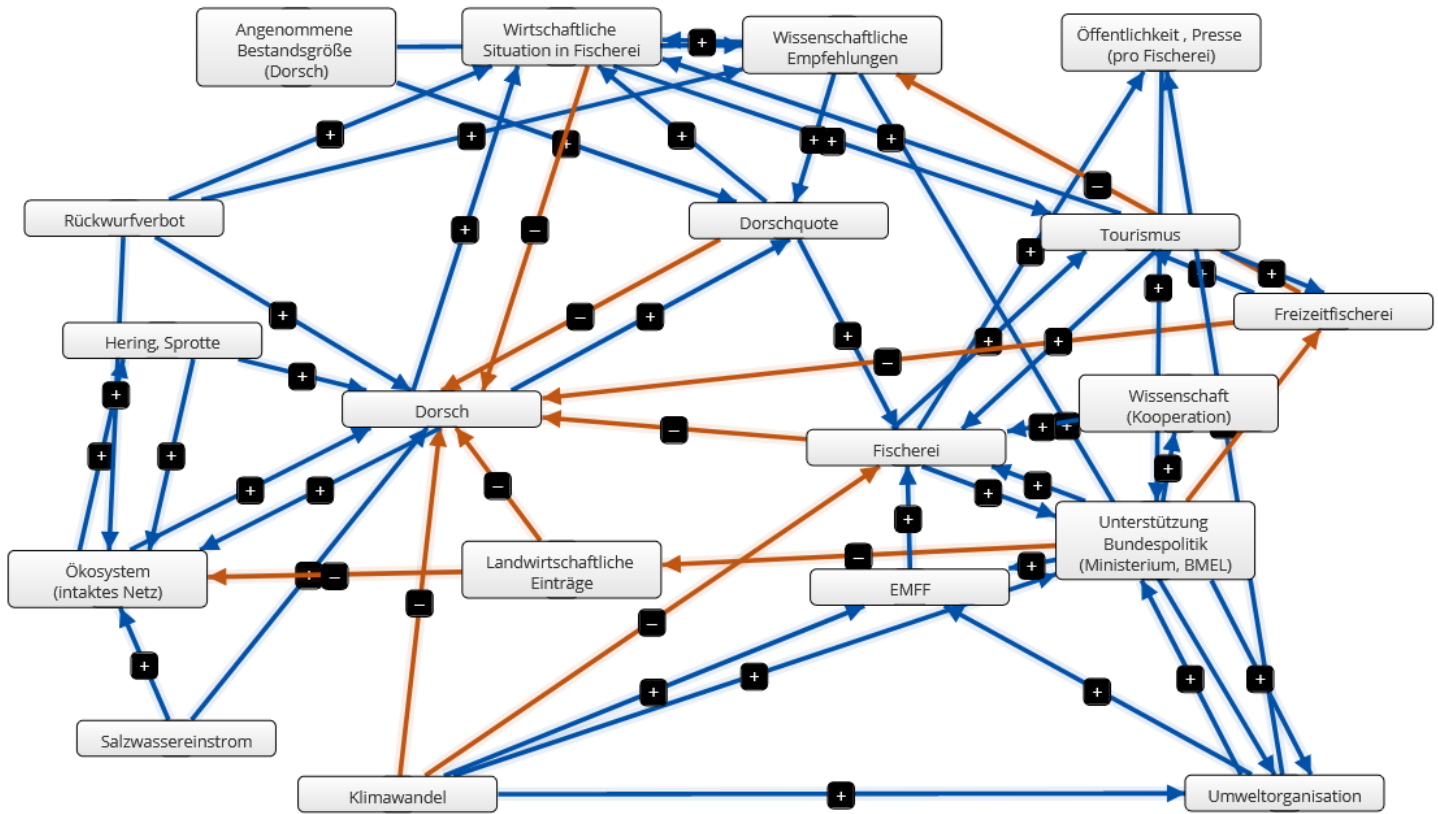 Angenommene
Bestandsgröße
(Dorsch)
Wirtschaftliche
Situation in Fischerei
Wissenschaftliche
Empfehlungen
Öffentlichkeit , Presse
(pro Fischerei)
+
+
+
+
+
+
+
+
+
–
Rückwurfverbot
Dorschquote
Tourismus
+
–
+
+
+
+
Freizeitfischerei
+
–
+
+
Hering, Sprotte
+
+
+
–
+
Wissenschaft
(Kooperation)
Dorsch
–
+
+
Fischerei
+
+
+
+
–
+
+
+
Unterstützung
Bundespolitik
(Ministerium, BMEL)
+
Ökosystem
(intaktes Netz)
Landwirtschaftliche
Einträge
–
+
EMFF
+
–
–
–
+
+
+
+
+
+
Salzwassereinstrom
Klimawandel
+
Umweltorganisation